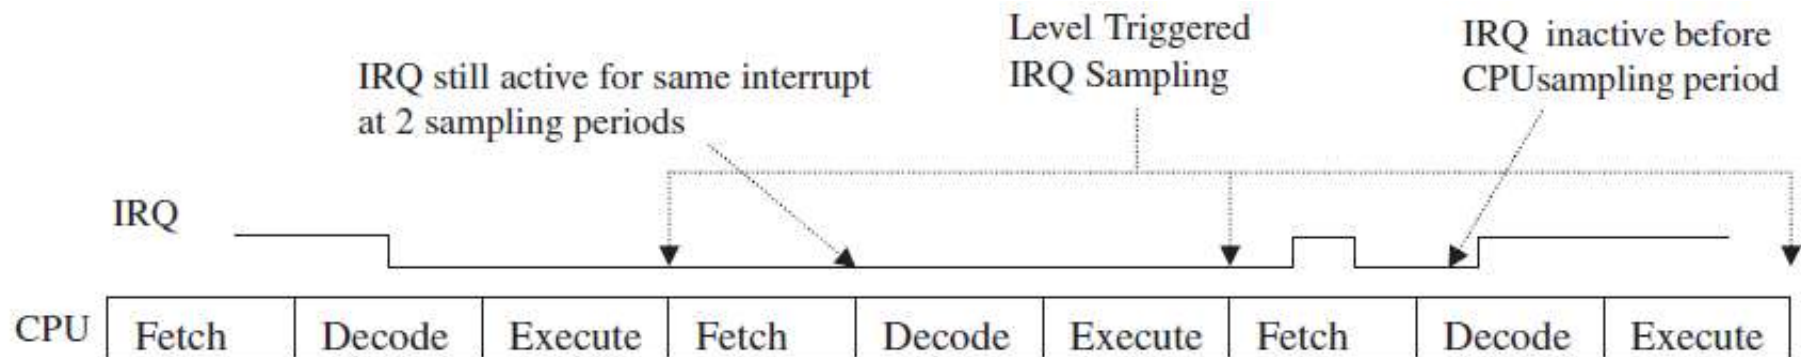 Level Triggered
IRQ Sampling
IRQ inactive before
CPUsampling period
IRQ still active for same interrupt
at 2 sampling periods
IRQ
CPU Fetch Decode Execute Fetch Decode Execute Fetch Decode Execute